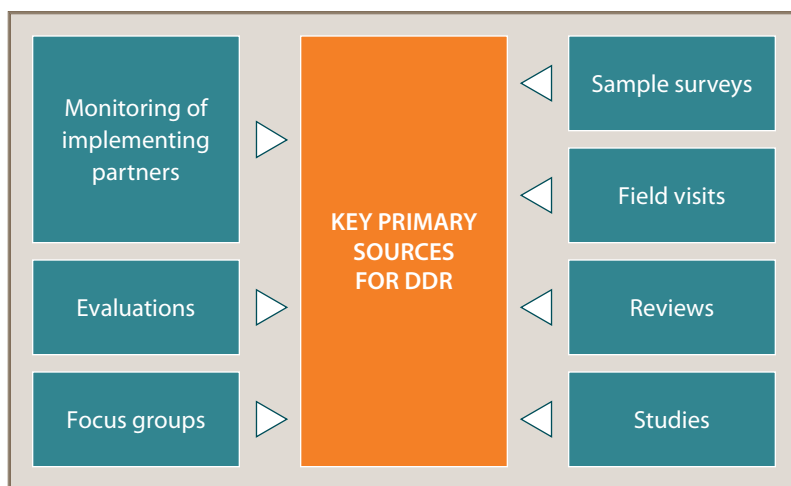 Monitoring of
implementing
partners
Evaluations
Focus groups
KEY PRIMARY
SOURCES
FOR DDR
Sample surveys
Field visits
Reviews
Studies